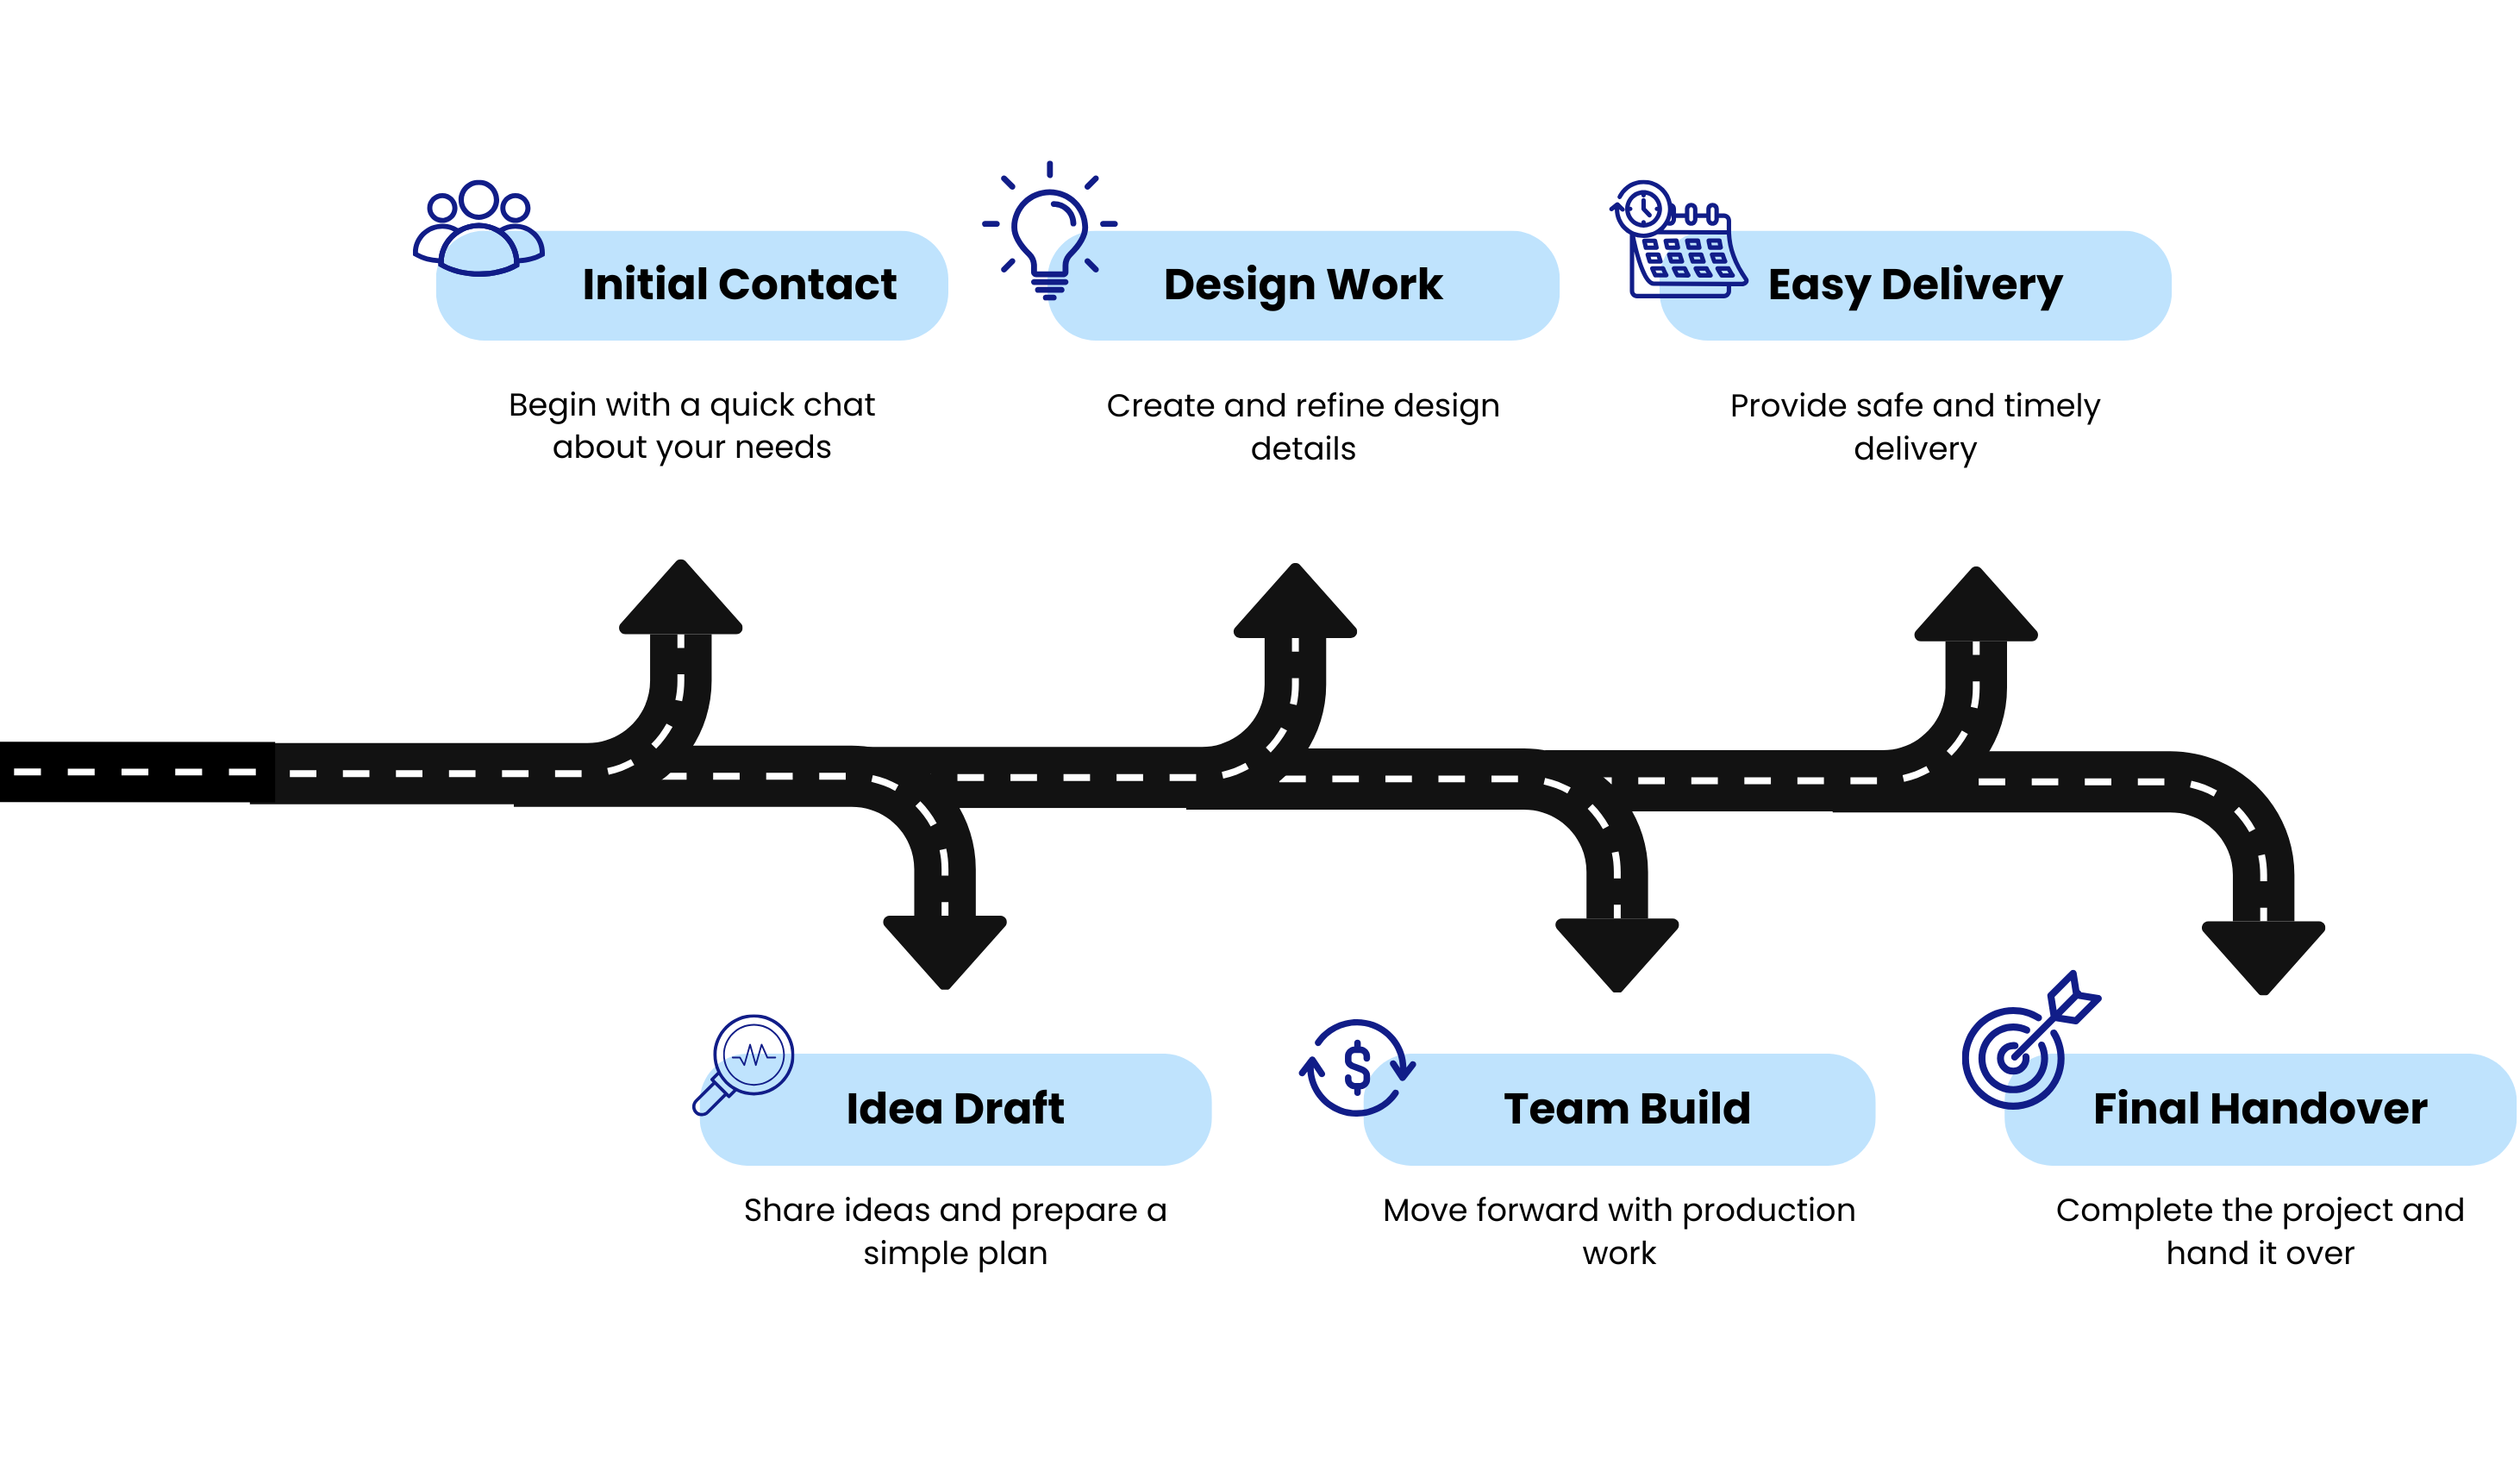 Initial Contact
Begin with a quick chat
about your needs
Design Work
Create and refine design
details
Easy Delivery
Provide safe and timely
delivery
$
Idea Draft
Share ideas and prepare a
simple plan
Team Build
Move forward with production
work
Final Handover
Complete the project and
hand it over